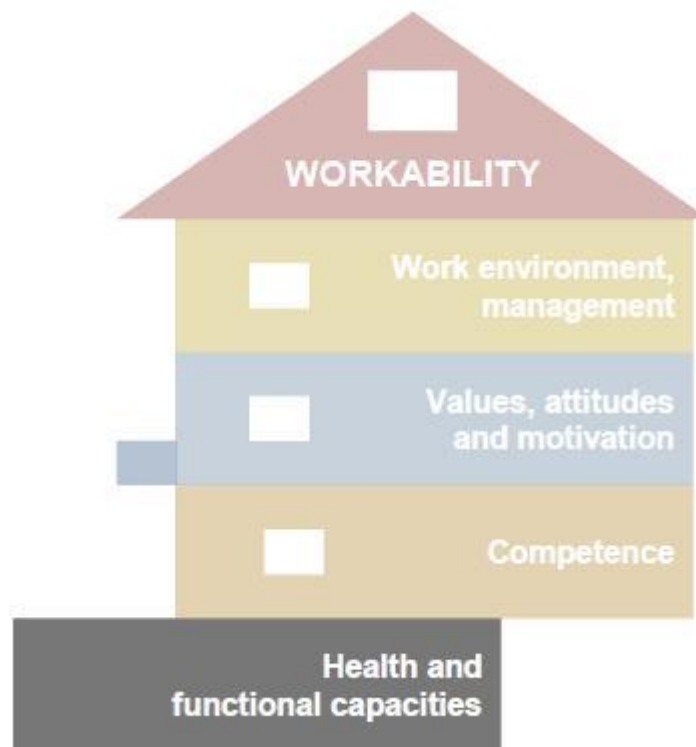 WORKABILITY
Work environment,
management
Values, attitudes
and motivation
Competence
Health and
functional capacities